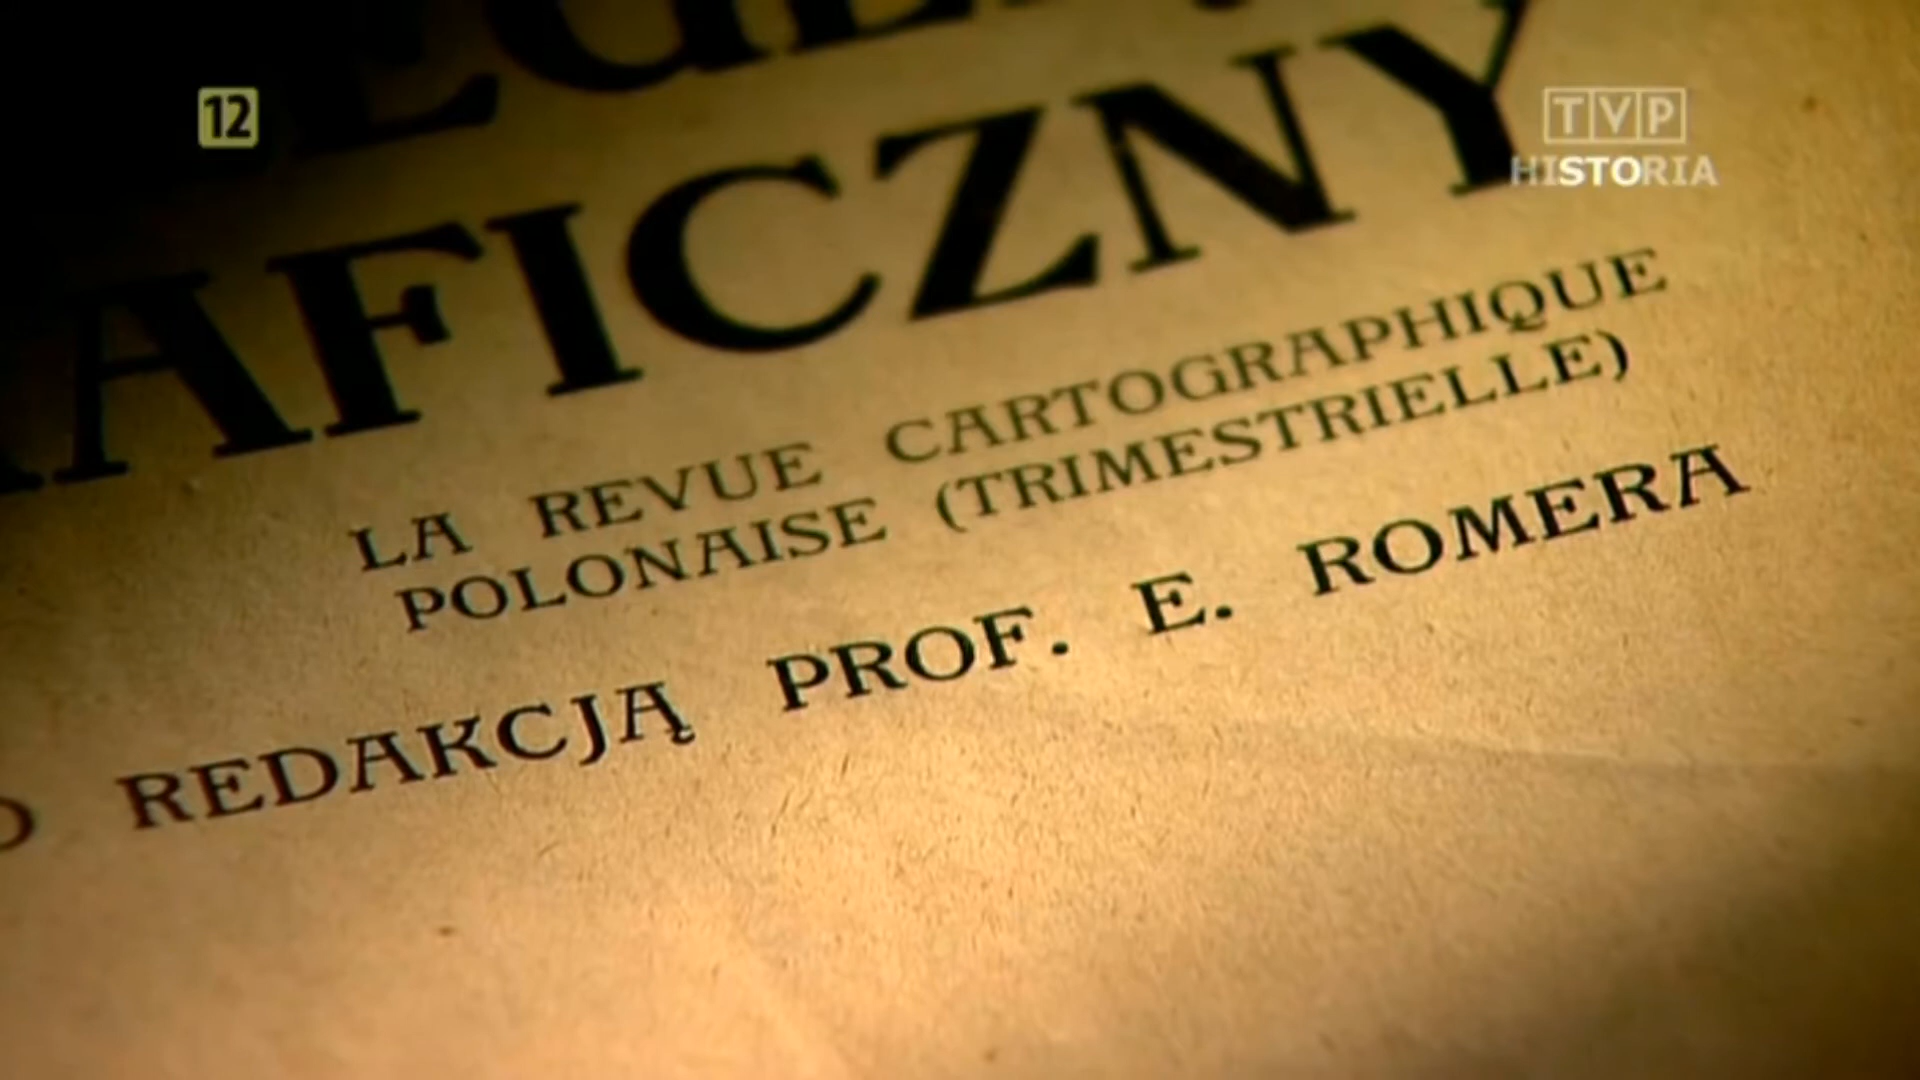 12
TVP
HISTORIA
AFICZNY
LA REVUE CARTOGRAPHIQUE
POLONAISE (TRIMESTRIELLE)
REDAKCJĄ PROF. E. ROMERA